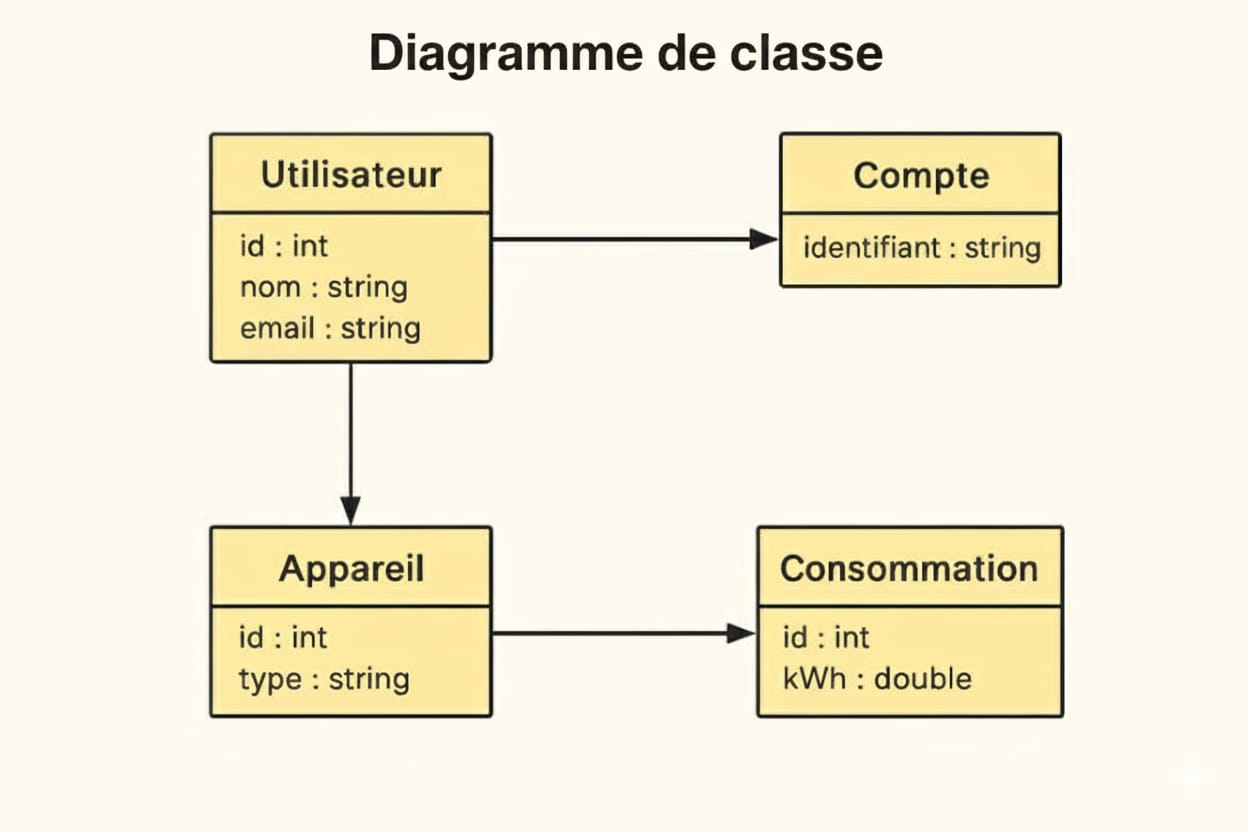 Diagramme de classe
Utilisateur
id : int
nom : string
email : string
Compte
identifiant : string
Appareil
id : int
type : string
Consommation
id : int
kWh : double